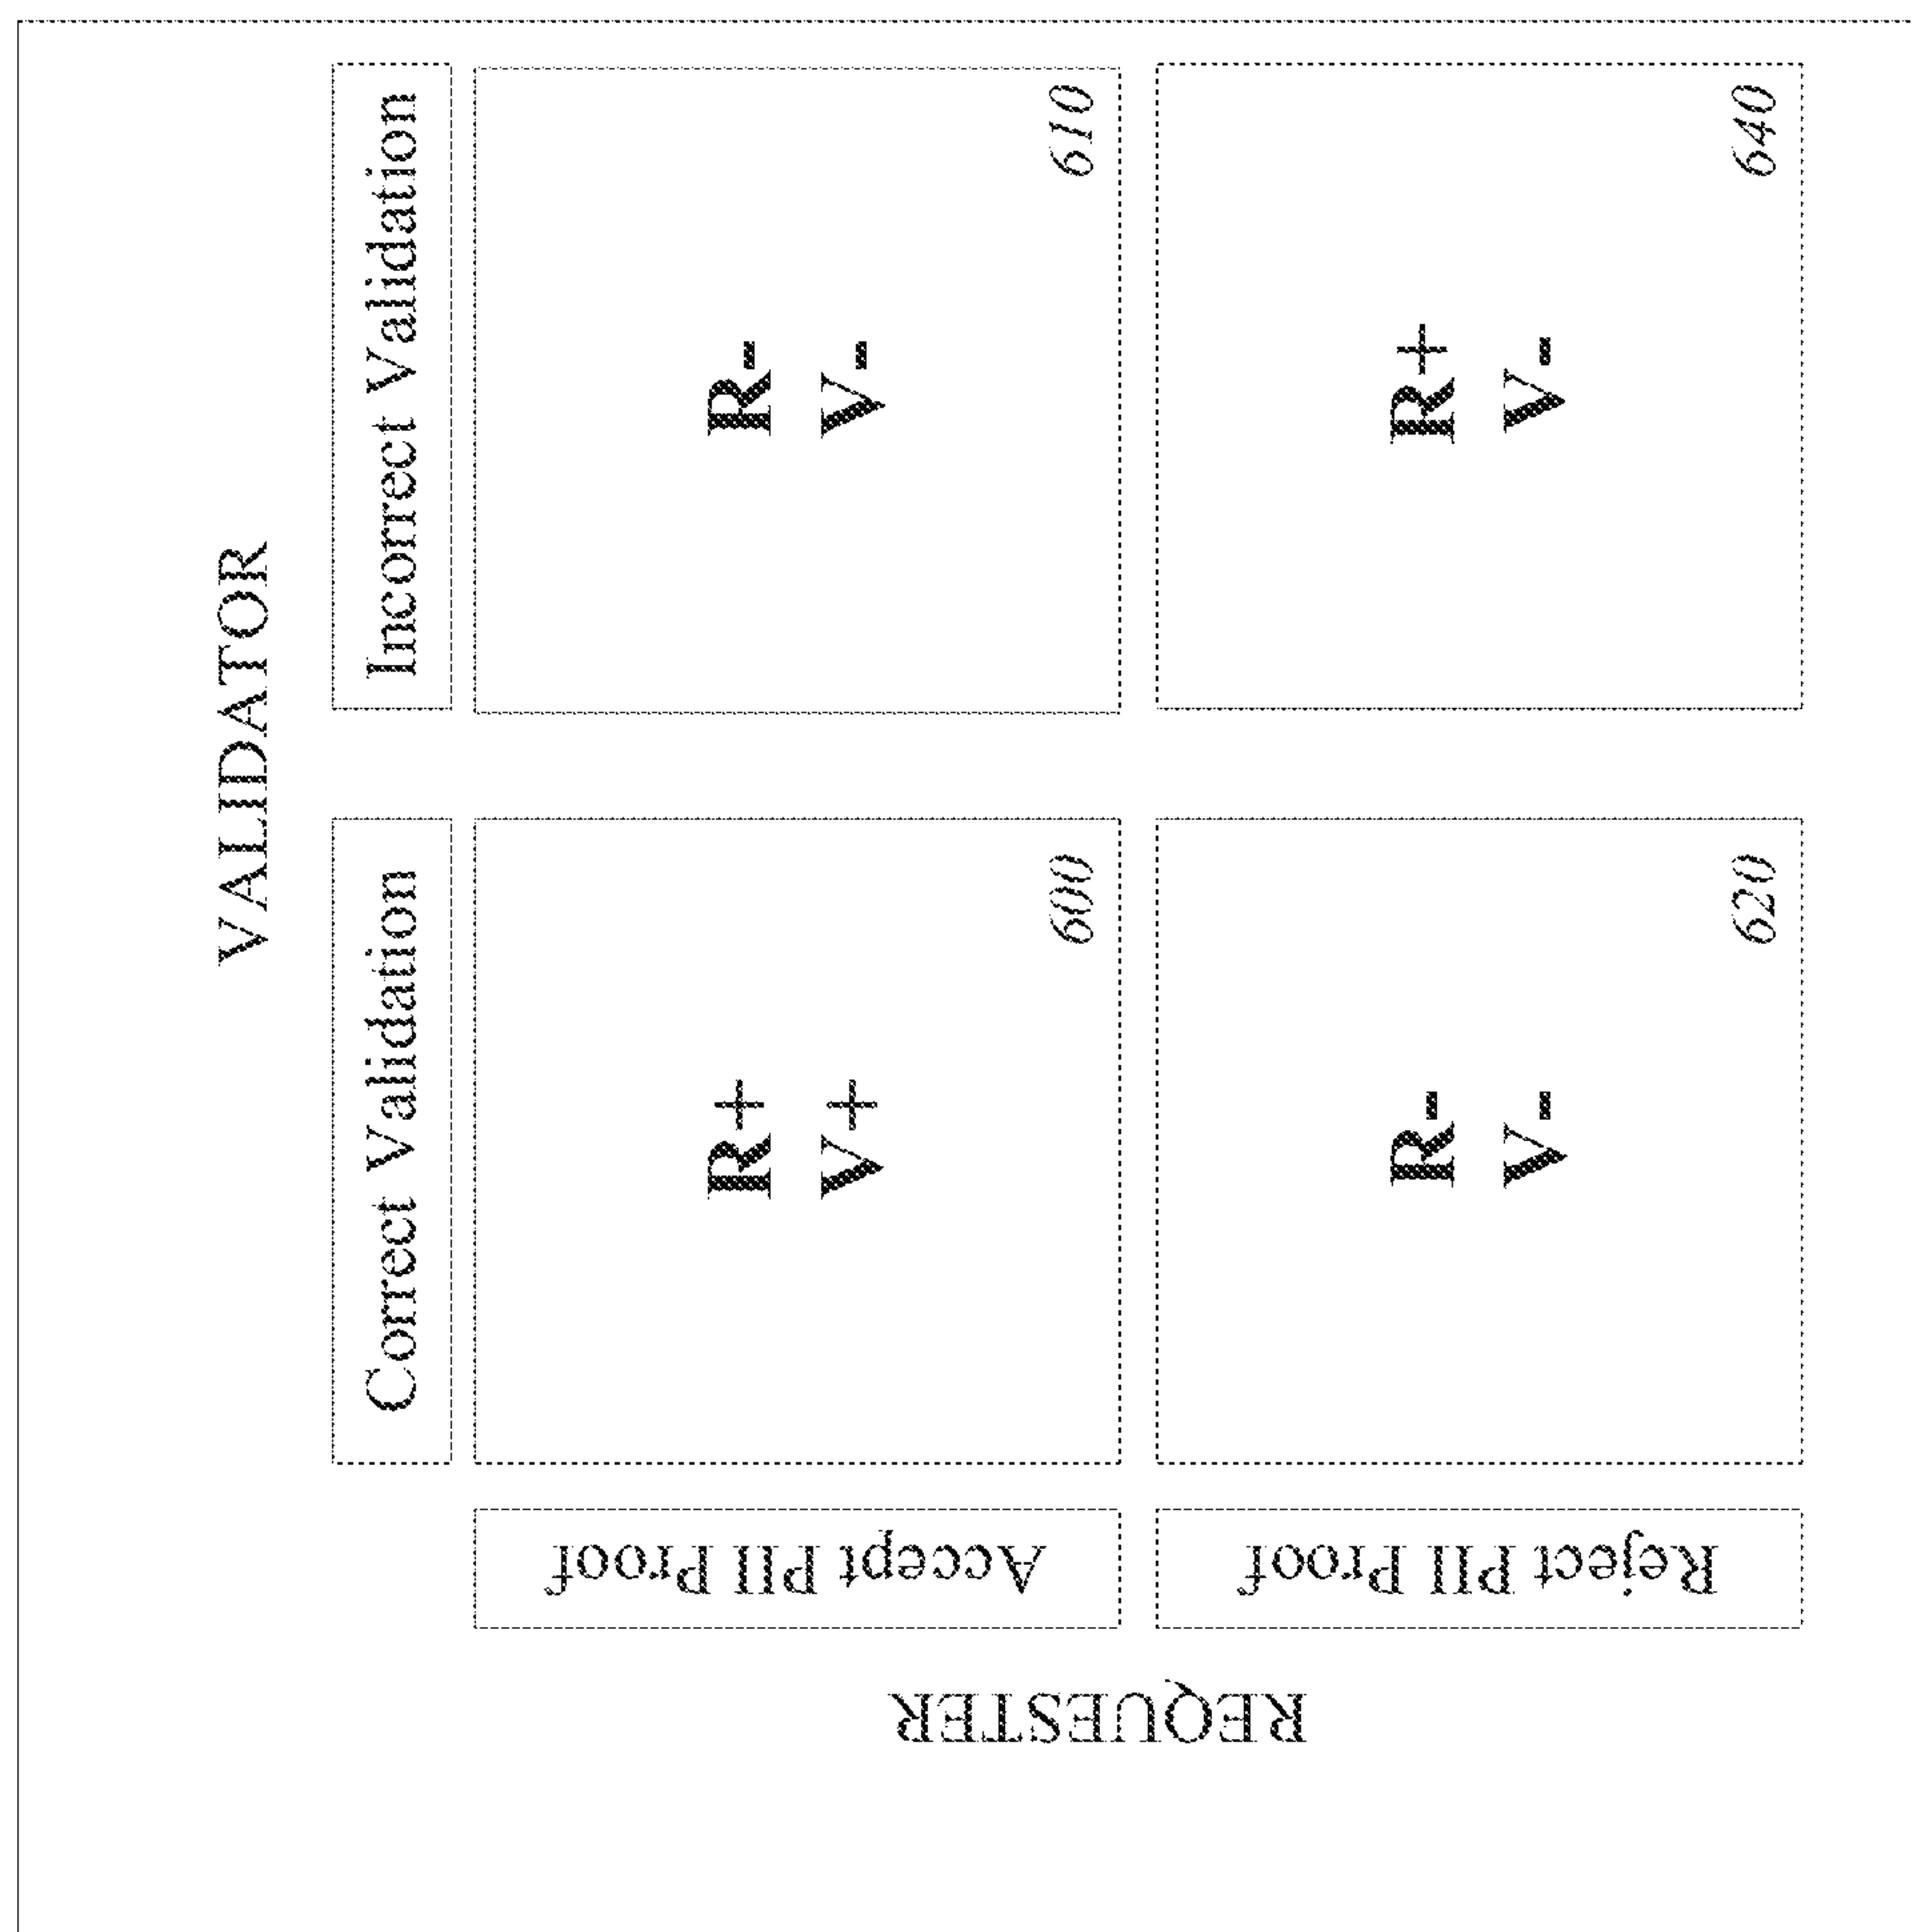 VALIDATOR
Correct Validation
Incorrect Validation
REQUESTER
Accept PII Proof
R+
V+
600
R-
V-
610
Reject PII Proof
R-
V-
620
R+
V-
640